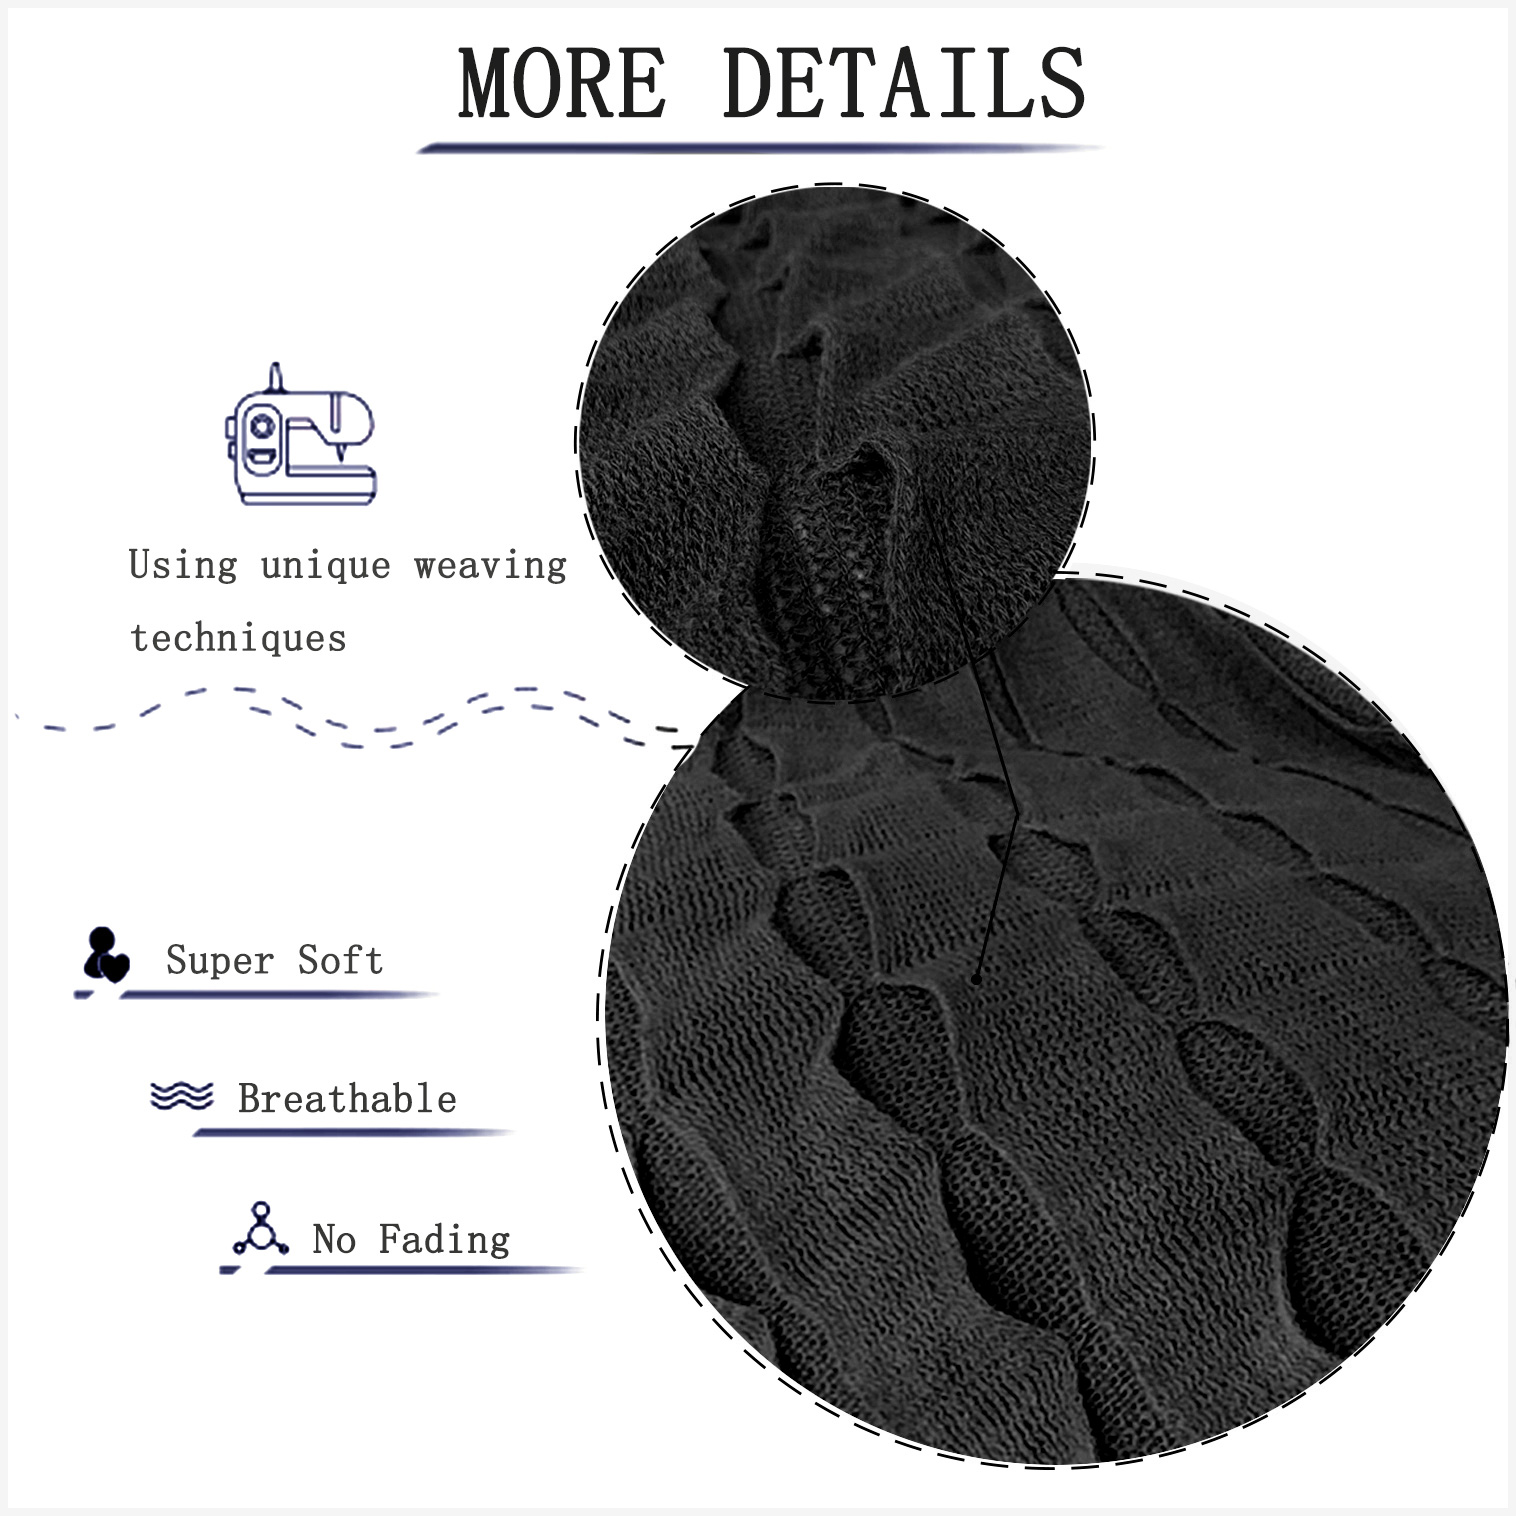 MORE DETAILS
Using unique weaving
techniques
Super Soft
Breathable
No Fading